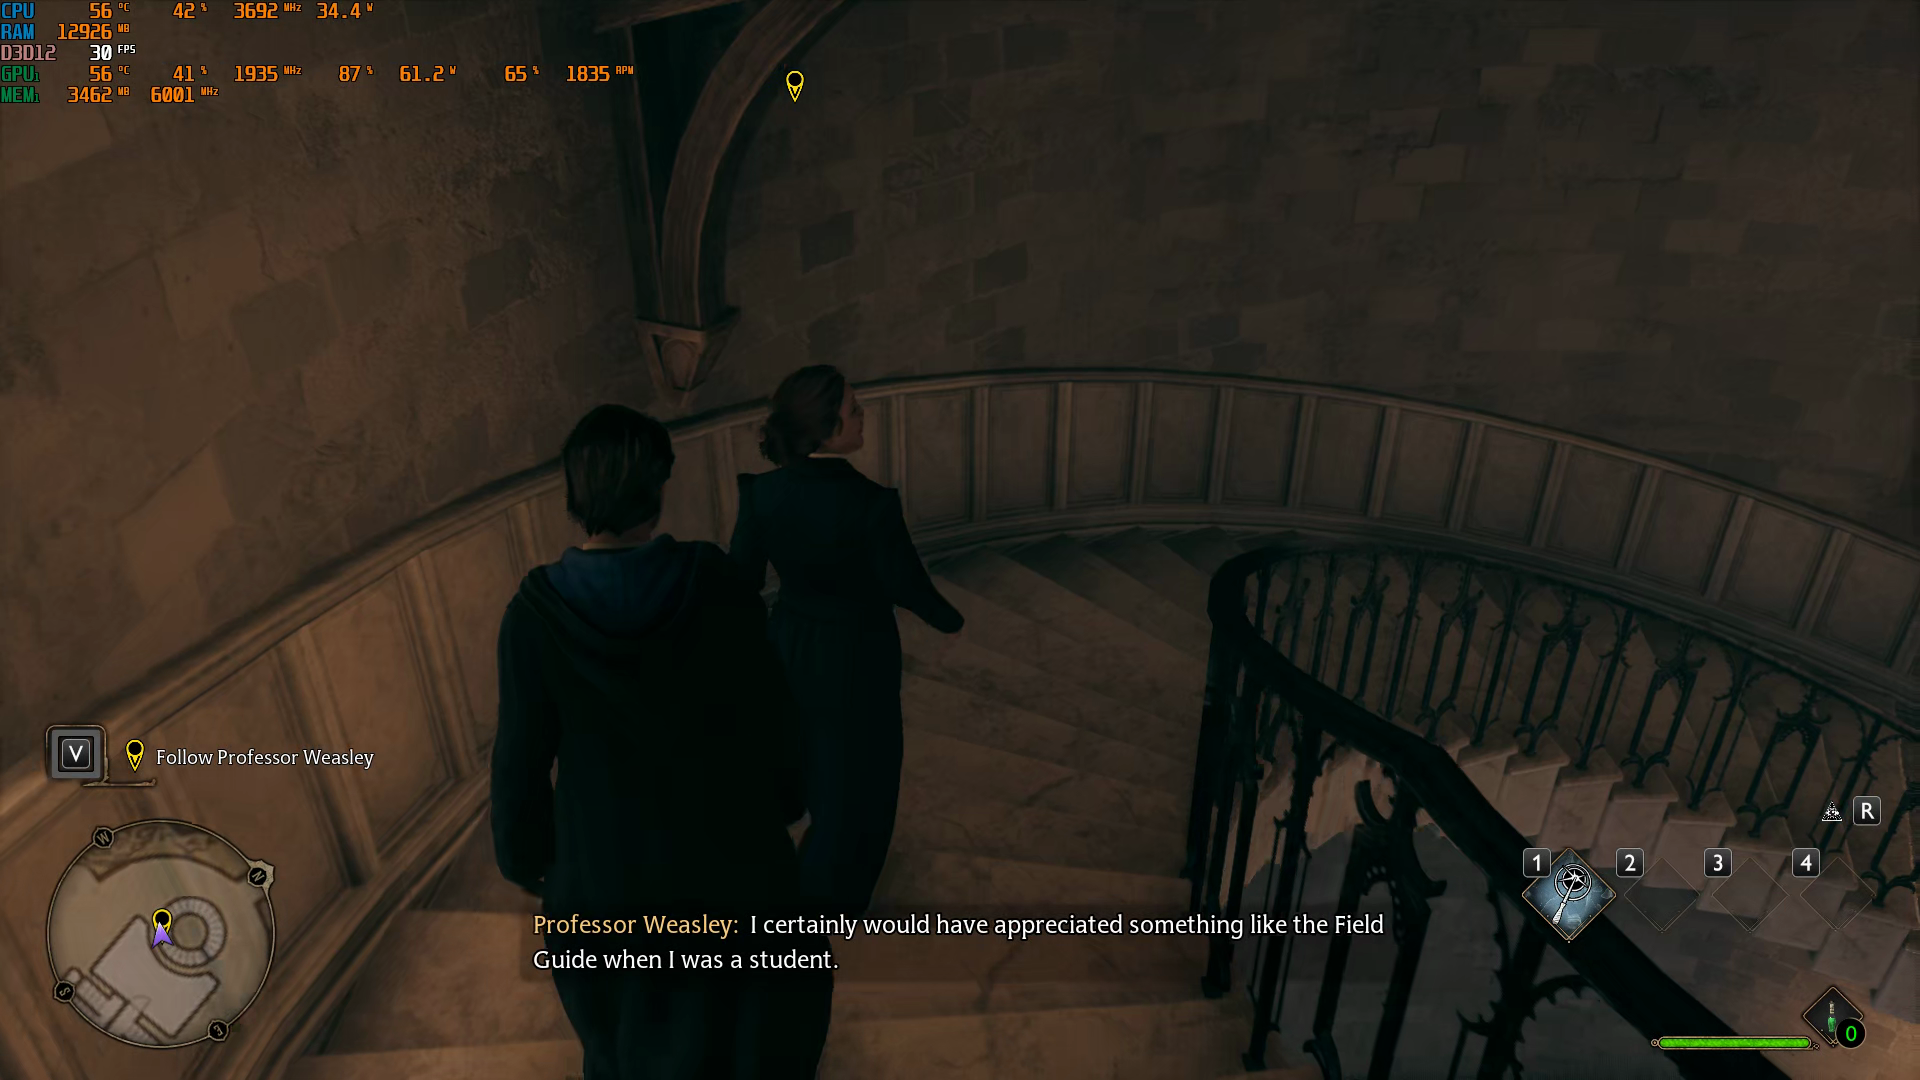 CPU 56 °C 42 % 3692 MHz 34.4 W
RAM 12926 MB
D3D12 30 FPS
GPU1 56 °C 41 % 1935 MHz 87 % 61.2 W 65 % 1835 RPM
MEM1 3462 MB 6001 MHz
V Follow Professor Weasley
R
1 2 3 4
W
N
S
E
Professor Weasley: I certainly would have appreciated something like the Field
Guide when I was a student.
0